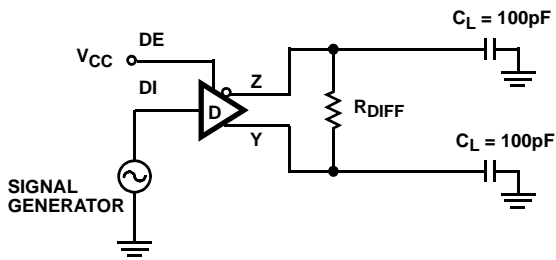 C_L = 100pF
DE
V_CC
Z
DI
D
R_DIFF
Y
C_L = 100pF
SIGNAL
GENERATOR